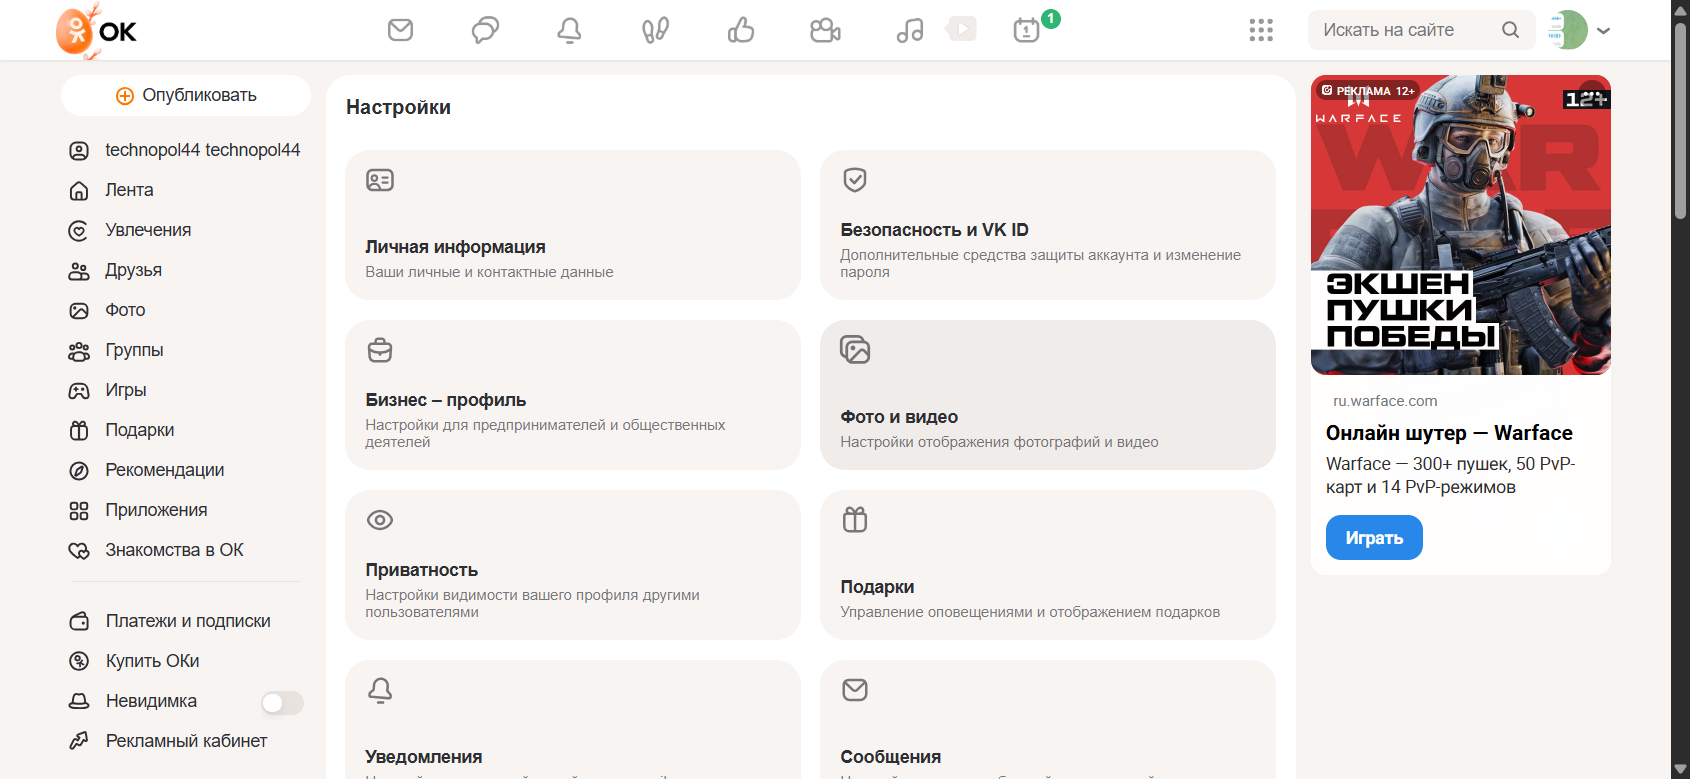 ОК
1
1
Искать на сайте
Опубликовать
technopol44 technopol44
Лента
Увлечения
Друзья
Фото
Группы
Игры
Подарки
Рекомендации
Приложения
Знакомства в ОК
Платежи и подписки
Купить ОКи
Невидимка
Рекламный кабинет
Настройки
Личная информация
Ваши личные и контактные данные
Безопасность и VK ID
Дополнительные средства защиты аккаунта и изменение
пароля
Бизнес – профиль
Настройки для предпринимателей и общественных
деятелей
Фото и видео
Настройки отображения фотографий и видео
Приватность
Настройки видимости вашего профиля другими
пользователями
Подарки
Управление оповещениями и отображением подарков
Уведомления
Сообщения
РЕКЛАМА 12+
12+
WARFACE
WAR
ЭКШЕН
ПУШКИ
ПОБЕДЫ
ru.warface.com
Онлайн шутер — Warface
Warface — 300+ пушек, 50 PvP-
карт и 14 PvP-режимов
Играть